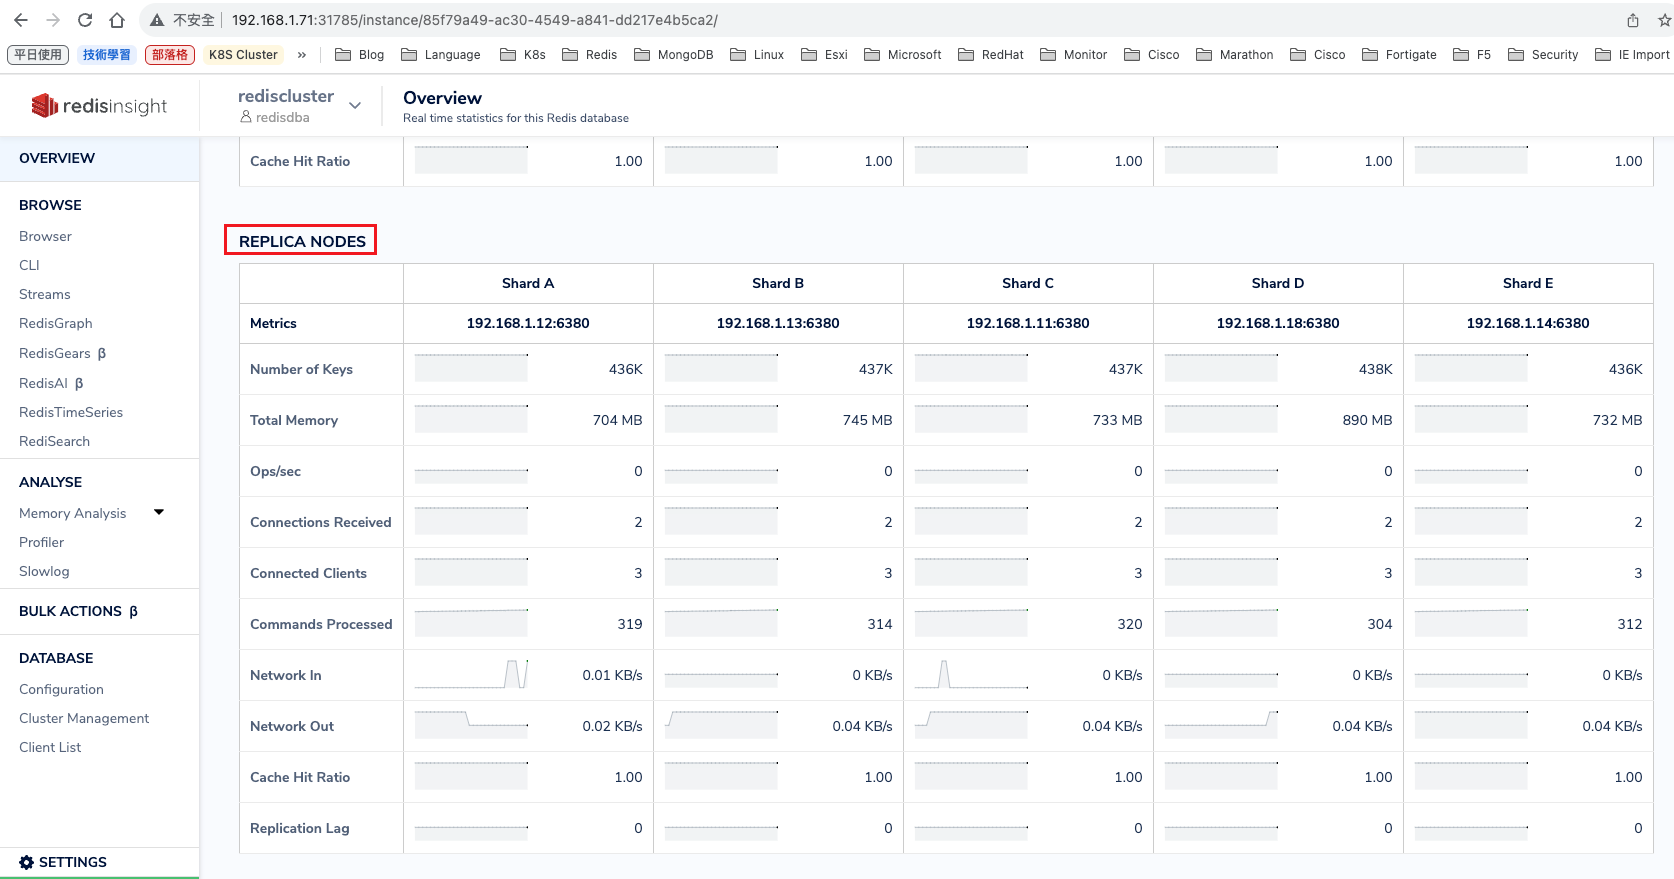 不安全 192.168.1.71:31785/instance/85f79a49-ac30-4549-a841-dd217e4b5ca2/
平日使用 技術學習 部落格 K8S Cluster » Blog Language K8s Redis MongoDB Linux Esxi Microsoft RedHat Monitor Cisco Marathon Cisco Fortigate F5 Security IE Import
redisinsight
rediscluster
redisdba
Overview
Real time statistics for this Redis database
OVERVIEW
BROWSE
Browser
CLI
Streams
RedisGraph
RedisGears β
RedisAI β
RedisTimeSeries
RediSearch
ANALYSE
Memory Analysis
Profiler
Slowlog
BULK ACTIONS β
DATABASE
Configuration
Cluster Management
Client List
SETTINGS
Cache Hit Ratio 1.00 1.00 1.00 1.00 1.00
REPLICA NODES
Shard A Shard B Shard C Shard D Shard E
Metrics 192.168.1.12:6380 192.168.1.13:6380 192.168.1.11:6380 192.168.1.18:6380 192.168.1.14:6380
Number of Keys 436K 437K 437K 438K 436K
Total Memory 704 MB 745 MB 733 MB 890 MB 732 MB
Ops/sec 0 0 0 0 0
Connections Received 2 2 2 2 2
Connected Clients 3 3 3 3 3
Commands Processed 319 314 320 304 312
Network In 0.01 KB/s 0 KB/s 0 KB/s 0 KB/s 0 KB/s
Network Out 0.02 KB/s 0.04 KB/s 0.04 KB/s 0.04 KB/s 0.04 KB/s
Cache Hit Ratio 1.00 1.00 1.00 1.00 1.00
Replication Lag 0 0 0 0 0